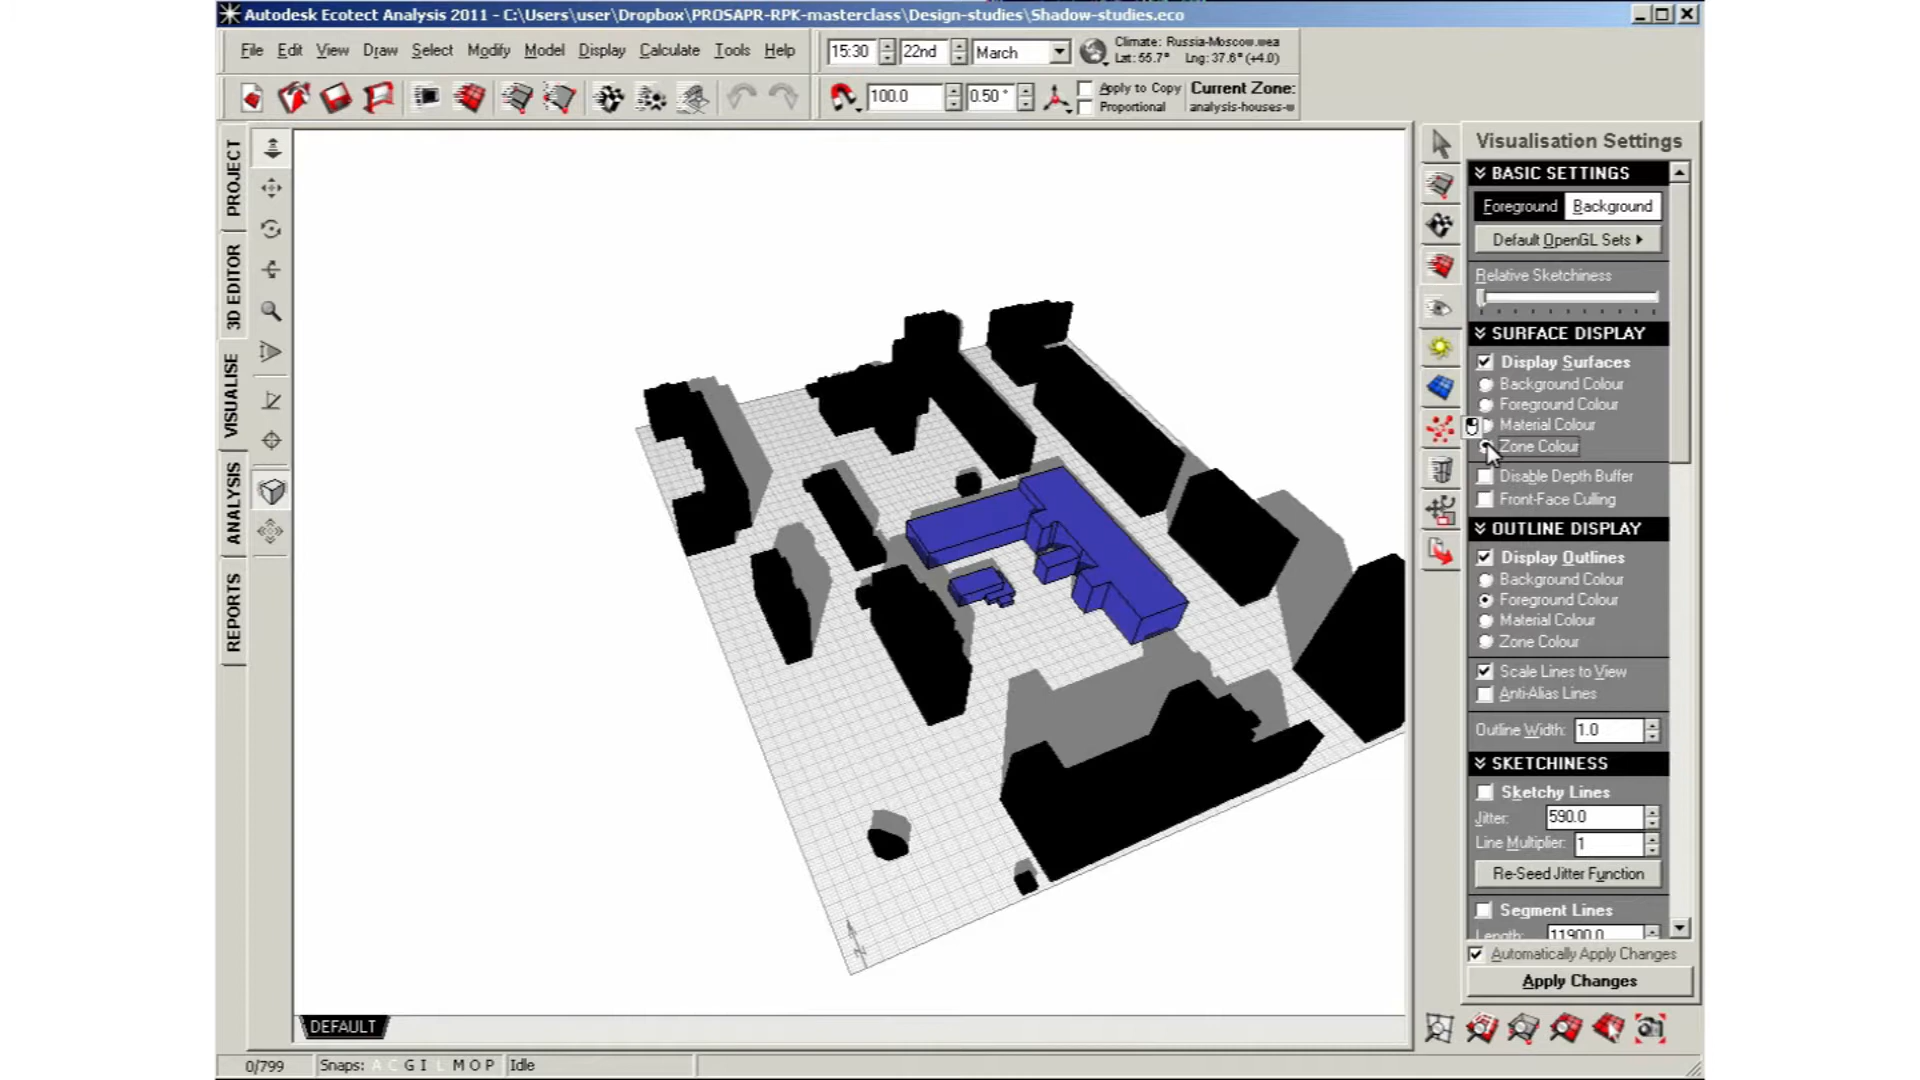 Autodesk Ecotect Analysis 2011 - C:\Users\user\Dropbox\PROSAPR-RPK-masterclass\Design-studies\Shadow-studies.eco
File Edit View Draw Select Modify Model Display Calculate Tools Help
15:30 22nd March
Climate: Russia-Moscow.wea
Lat: 55.7° Lng: 37.6° (+4.0)
100.0 0.50 °
Apply to Copy
Proportional
Current Zone:
analysis-houses-w
PROJECT
3D EDITOR
VISUALISE
ANALYSIS
REPORTS
N
Visualisation Settings
BASIC SETTINGS
Foreground Background
Default OpenGL Sets
Relative Sketchiness
SURFACE DISPLAY
Display Surfaces
Background Colour
Foreground Colour
Material Colour
Zone Colour
Disable Depth Buffer
Front-Face Culling
OUTLINE DISPLAY
Display Outlines
Background Colour
Foreground Colour
Material Colour
Zone Colour
Scale Lines to View
Anti-Alias Lines
Outline Width: 1.0
SKETCHINESS
Sketchy Lines
Jitter: 590.0
Line Multiplier: 1
Re-Seed Jitter Function
Segment Lines
Length: 11900.0
Automatically Apply Changes
Apply Changes
DEFAULT
0/799 Snaps: A C G I L M O P Idle